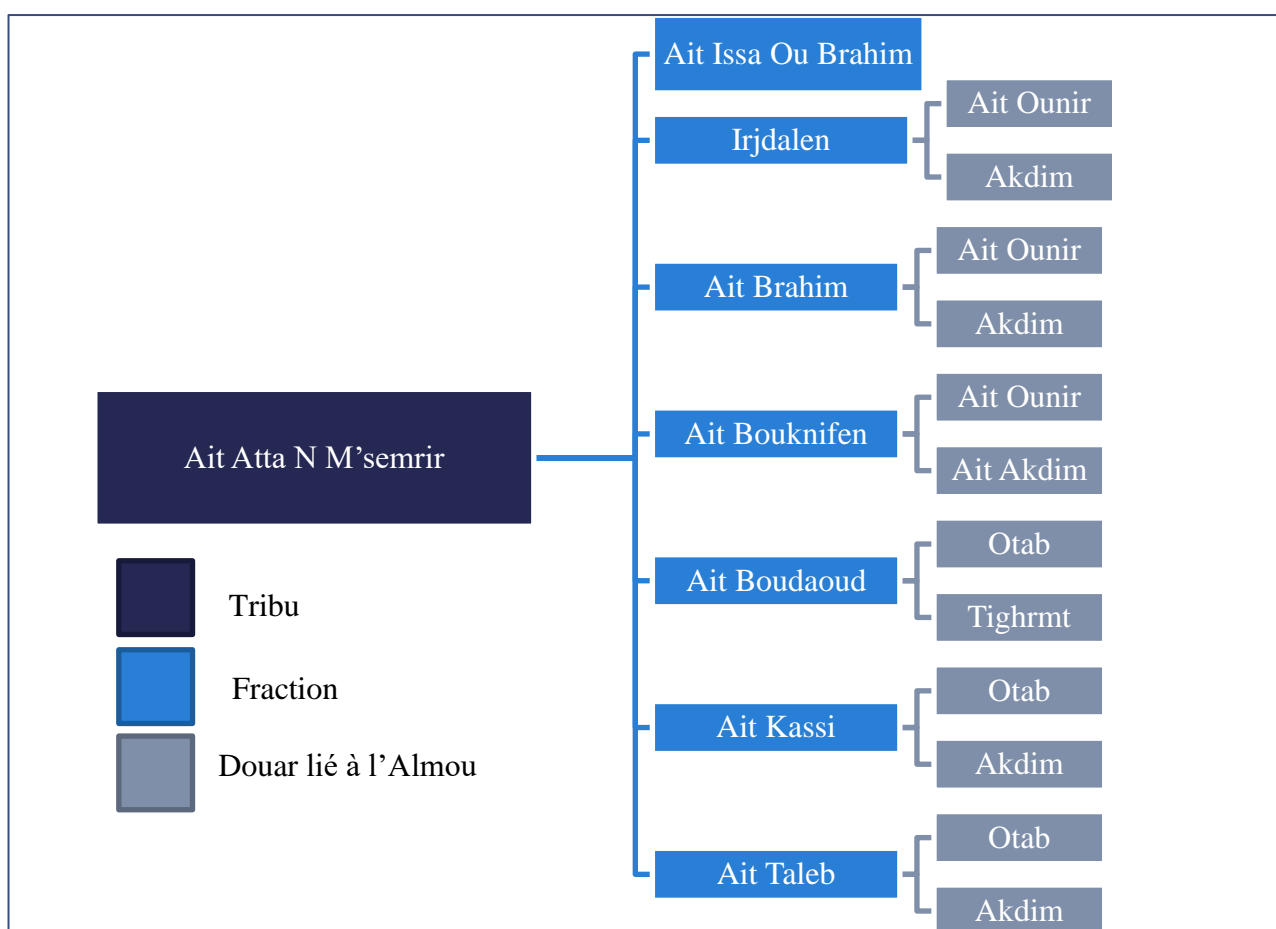 Ait Issa Ou Brahim
Ait Ounir
Irjdalen
Akdim
Ait Ounir
Ait Brahim
Akdim
Ait Ounir
Ait Bouknifen
Ait Akdim
Ait Atta N M’semrir
Otab
Ait Boudaoud
Tighrmt
Otab
Ait Kassi
Akdim
Otab
Ait Taleb
Akdim
Tribu
Fraction
Douar lié à l’Almou